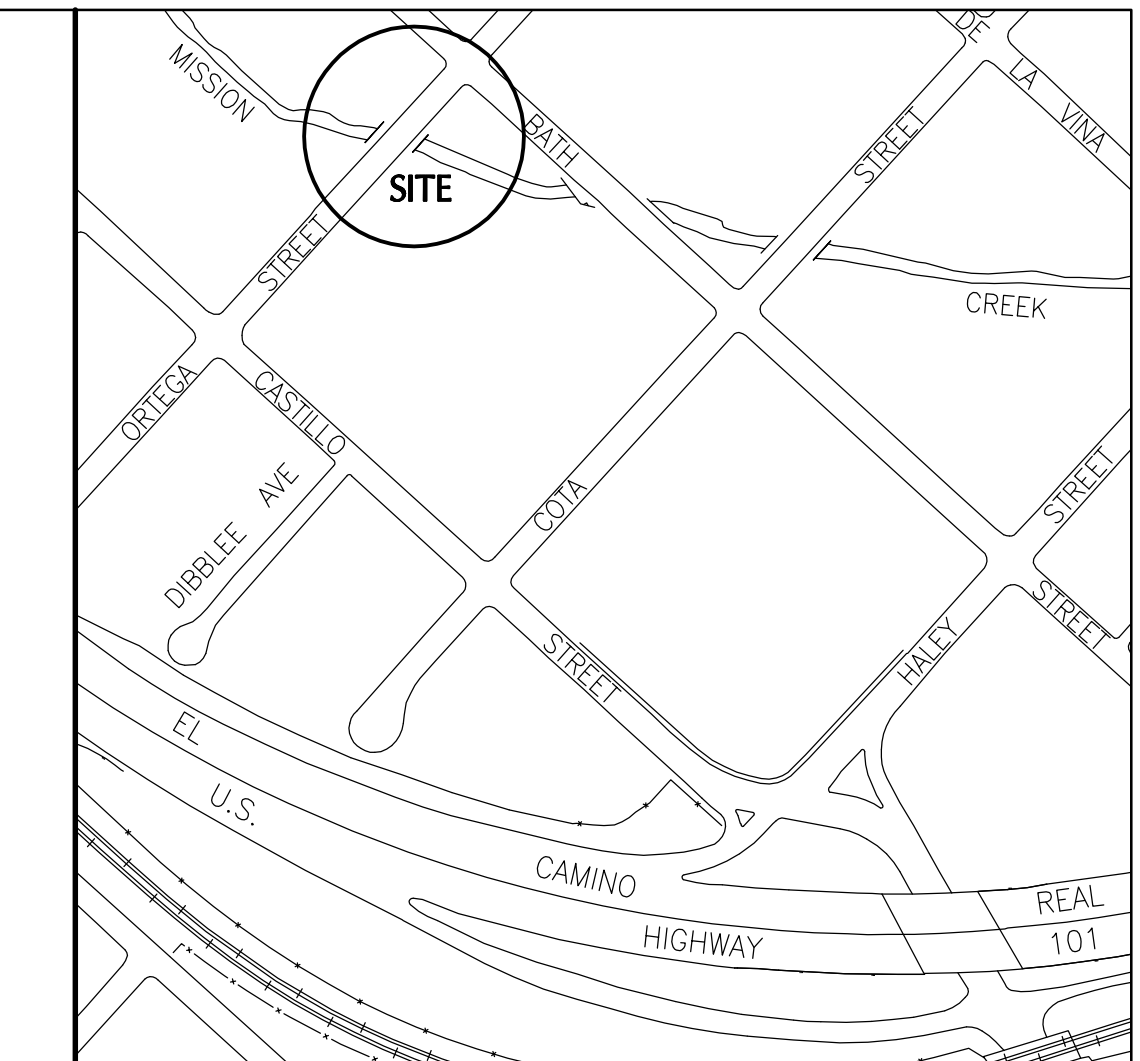 DE
LA
VINA
MISSION
BATH
STREET
SITE
STREET
CREEK
ORTEGA
CASTILLO
AVE
DIBBLEE
COTA
STREET
STREET
STREET
HALEY
EL
U.S.
CAMINO
REAL
HIGHWAY
101